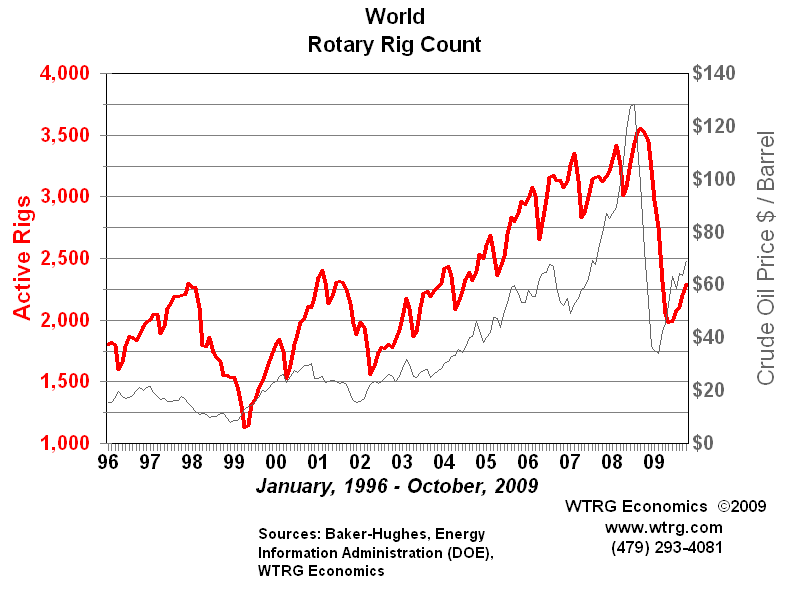 World
Rotary Rig Count
4,000
3,500
3,000
2,500
2,000
1,500
1,000
Active Rigs
$140
$120
$100
$80
$60
$40
$20
$0
Crude Oil Price $ / Barrel
96 97 98 99 00 01 02 03 04 05 06 07 08 09
January, 1996 - October, 2009
WTRG Economics ©2009
www.wtrg.com
(479) 293-4081
Sources: Baker-Hughes, Energy
Information Administration (DOE),
WTRG Economics